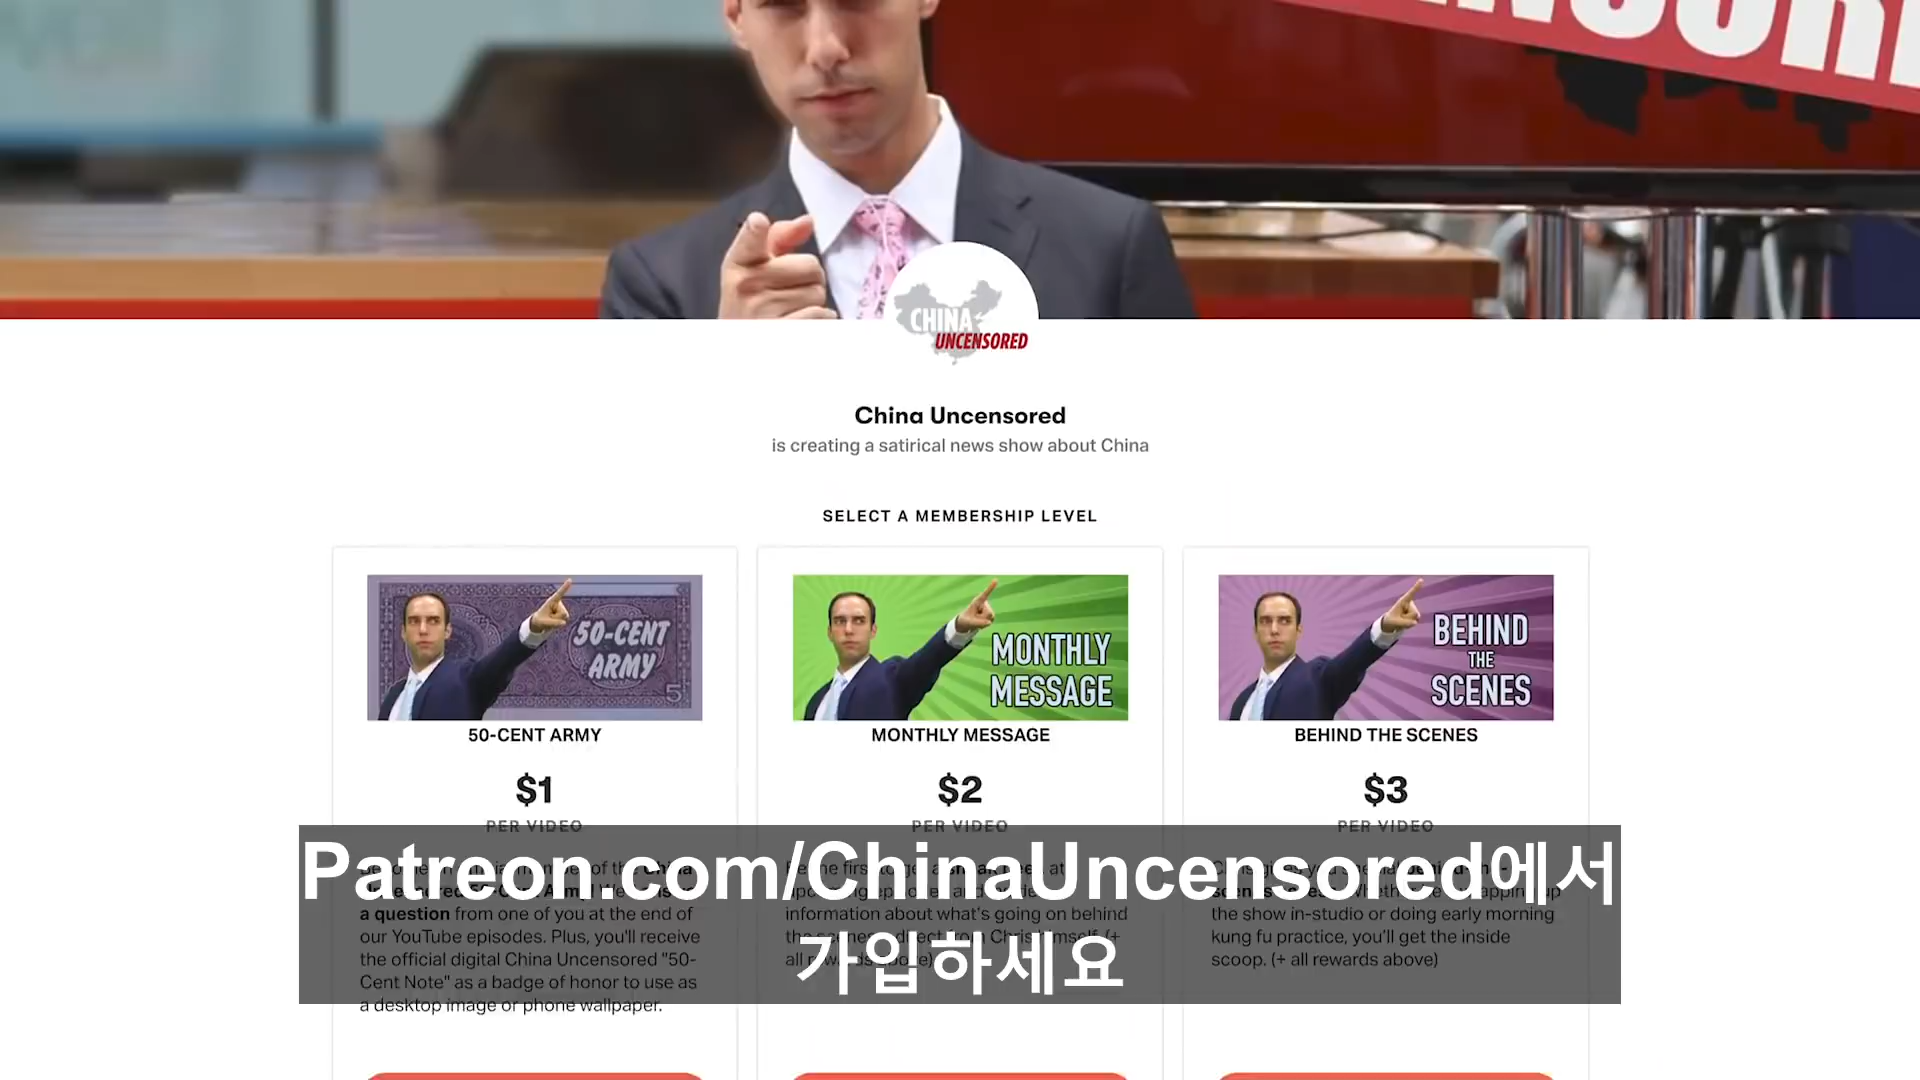 CHINA
UNCENSORED
China Uncensored
is creating a satirical news show about China
SELECT A MEMBERSHIP LEVEL
50-CENT
ARMY
5
50-CENT ARMY
$1
PER VIDEO
a question from one of you at the end of
our YouTube episodes. Plus, you'll receive
the official digital China Uncensored "50-
Cent Note" as a badge of honor to use as
a desktop image or phone wallpaper.
MONTHLY
MESSAGE
MONTHLY MESSAGE
$2
PER VIDEO
information about what's going on behind
BEHIND
THE
SCENES
BEHIND THE SCENES
$3
PER VIDEO
the show in-studio or doing early morning
kung fu practice, you'll get the inside
scoop. (+ all rewards above)
Patreon.com/ChinaUncensored에서
가입하세요